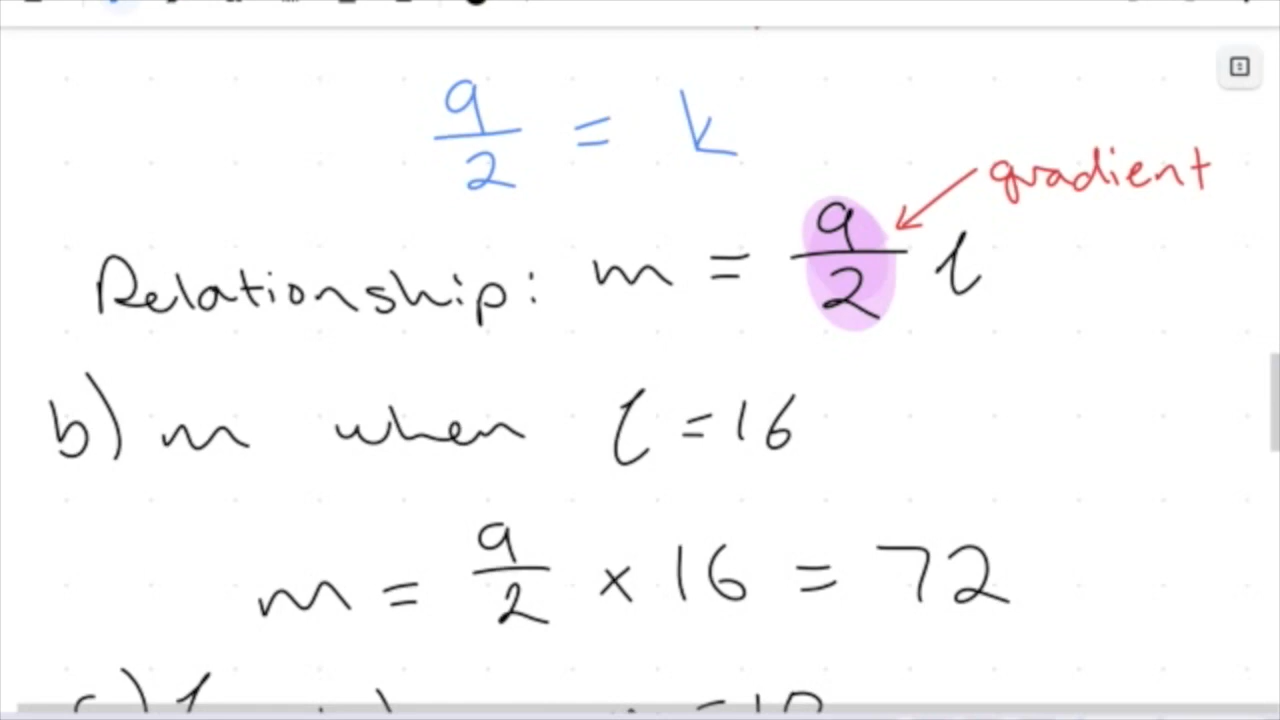 9/2 = k
gradient
Relationship: m = 9/2 l
b) m when l = 16
m = 9/2 × 16 = 72